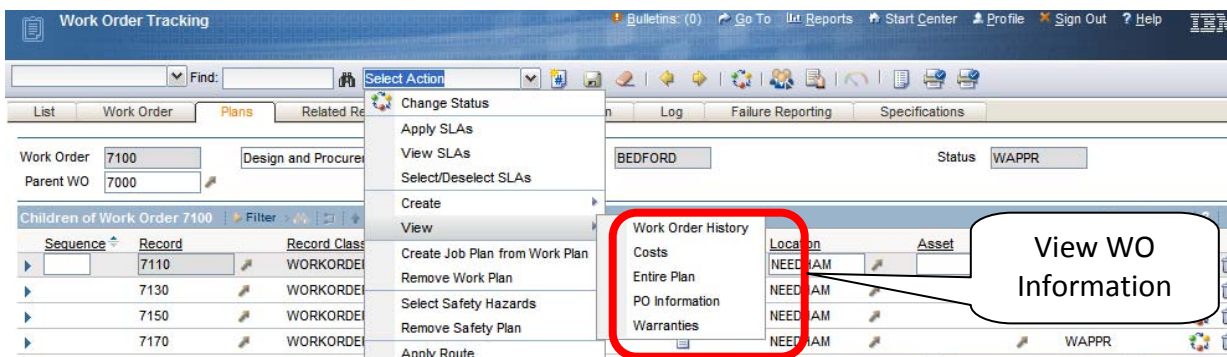 Work Order Tracking
Bulletins: (0) Go To Reports Start Center Profile Sign Out ? Help IBM
Find: Select Action
List Work Order Plans Related Re n Log Failure Reporting Specifications
Change Status
Apply SLAs
View SLAs
Select/Deselect SLAs
Create
View
Create Job Plan from Work Plan
Remove Work Plan
Select Safety Hazards
Remove Safety Plan
Apply Route
Work Order 7100 Design and Procure BEDFORD Status WAPPR
Parent WO 7000
Children of Work Order 7100 Filter
Work Order History
Costs
Entire Plan
PO Information
Warranties
View WO
Information
Sequence Record Record Class Location Asset
7110 WORKORDE NEEDHAM
7130 WORKORDE NEEDHAM
7150 WORKORDE NEEDHAM
7170 WORKORDE NEEDHAM WAPPR